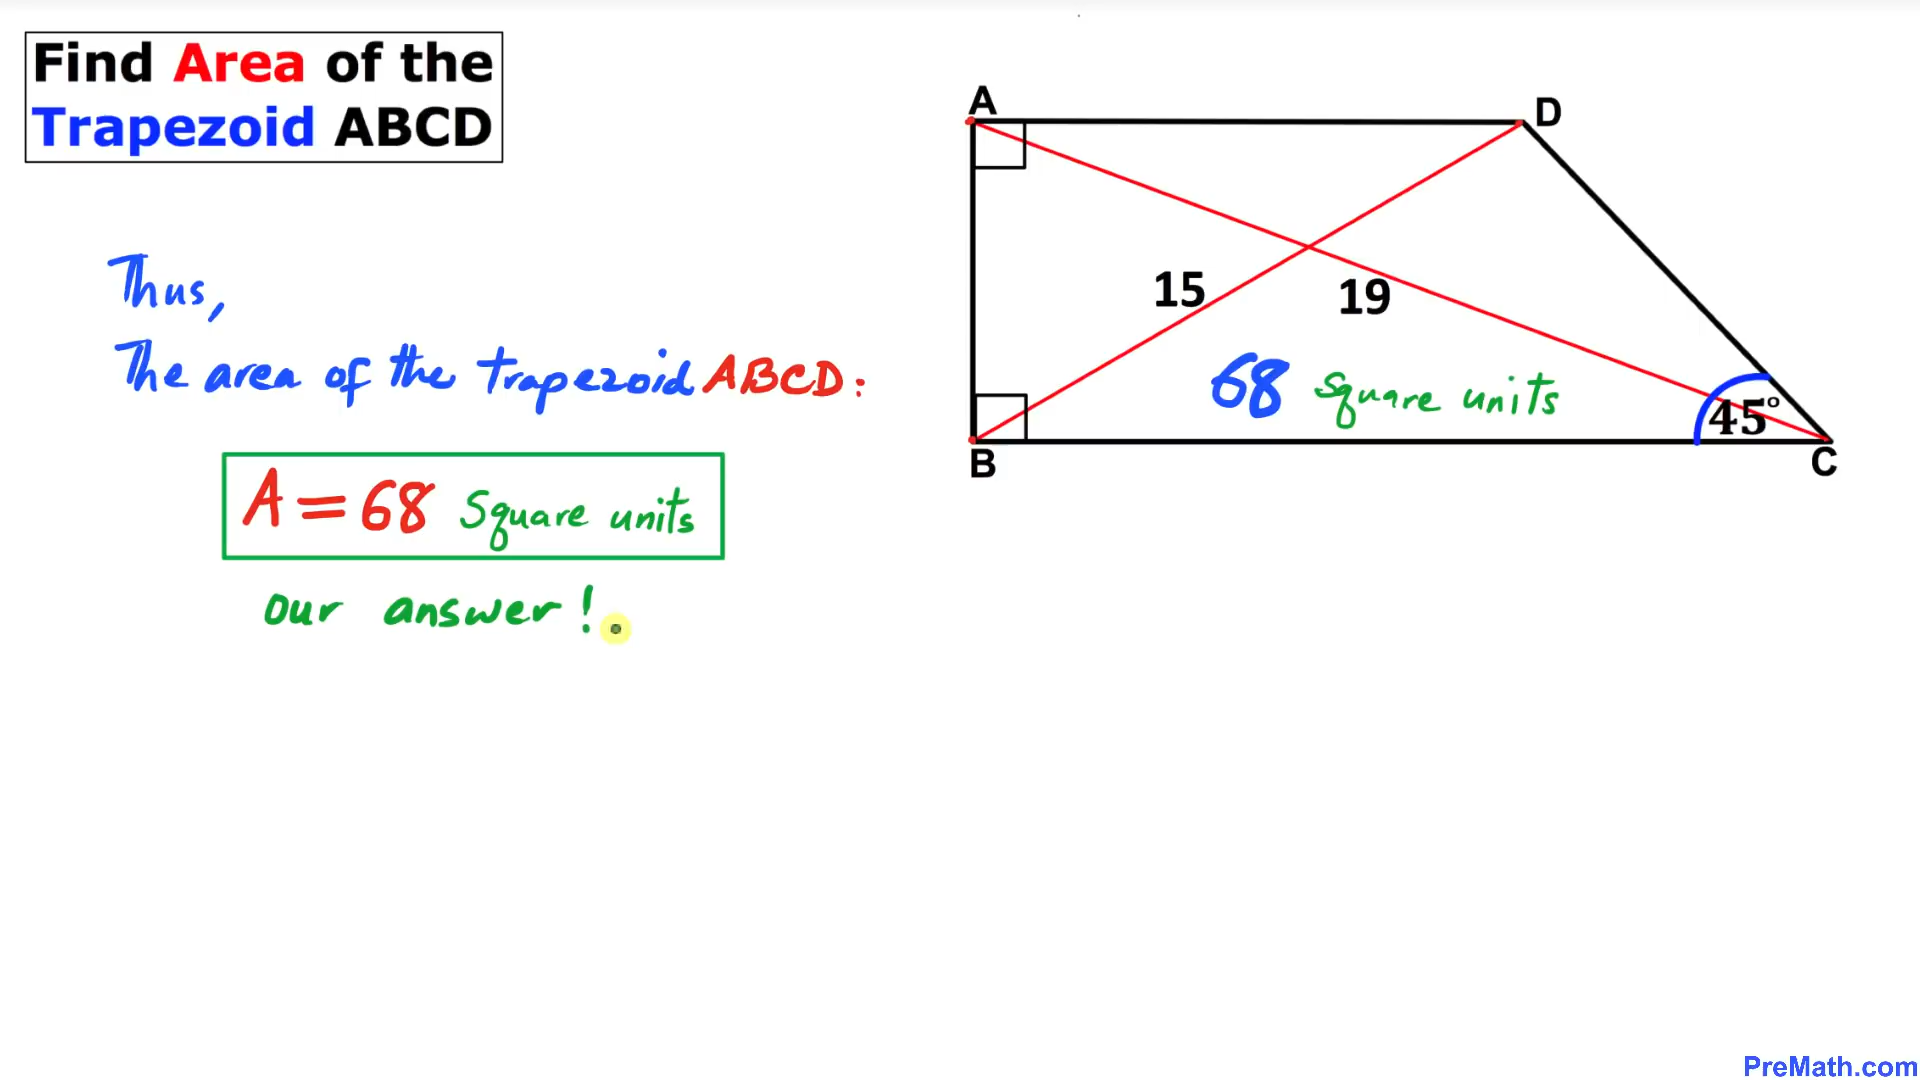 Find Area of the
Trapezoid ABCD
Thus,
The area of the trapezoid ABCD:
A = 68 Square units
our answer!
A
D
15
19
68 square units
45°
B
C
PreMath.com